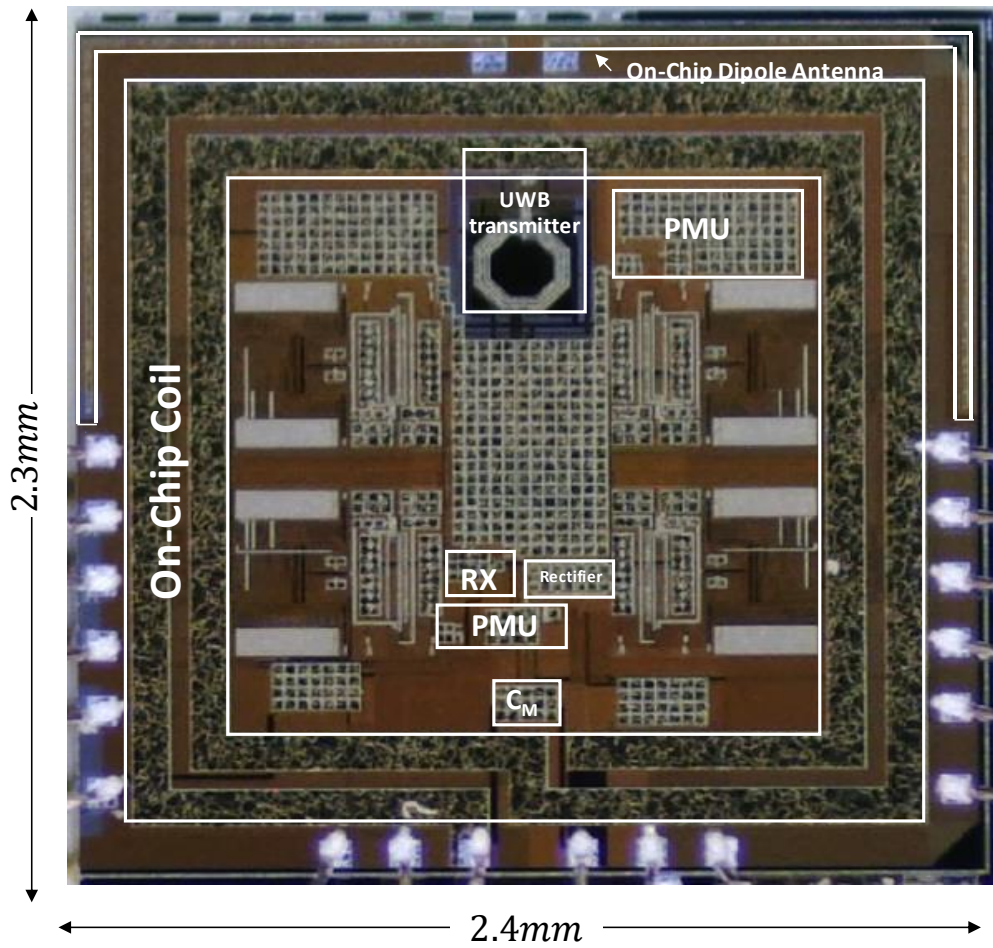 On-Chip Dipole Antenna
UWB
transmitter
PMU
On-Chip Coil
2.3mm
RX
Rectifier
PMU
CM
2.4mm